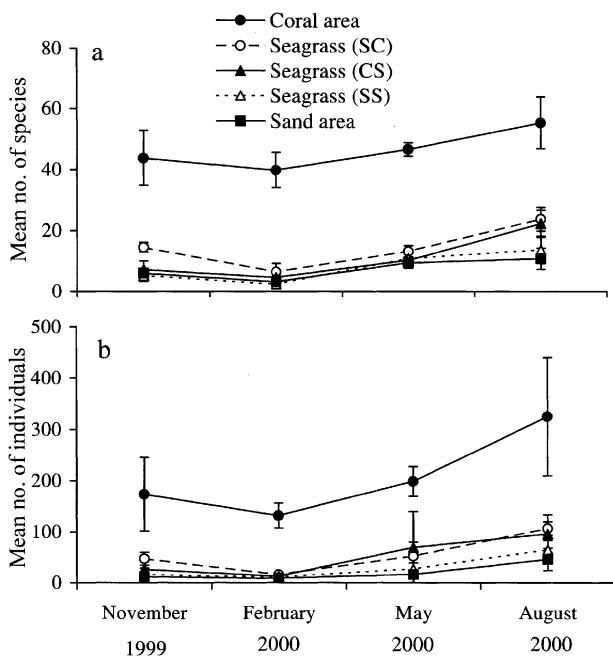 Coral area
Seagrass (SC)
Seagrass (CS)
Seagrass (SS)
Sand area
a
Mean no. of species
80
60
40
20
0
b
Mean no. of individuals
500
400
300
200
100
0
November February May August
1999 2000 2000 2000